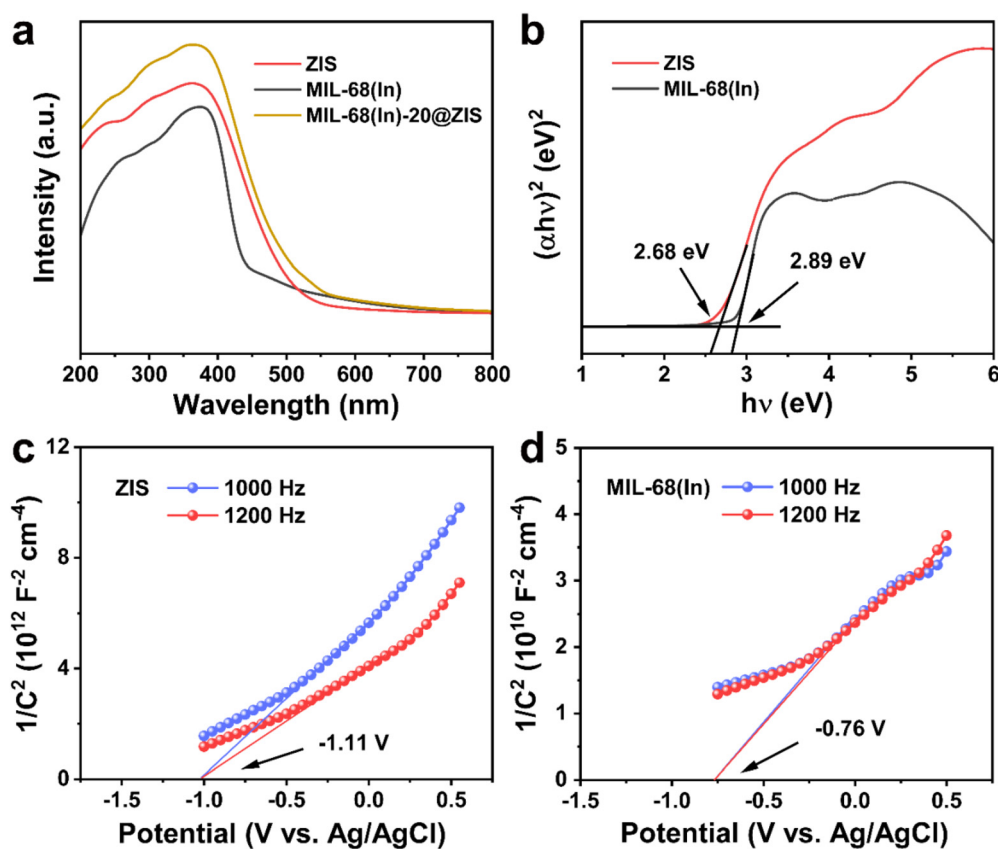 a
ZIS
MIL-68(In)
MIL-68(In)-20@ZIS
Intensity (a.u.)
200 300 400 500 600 700 800
Wavelength (nm)
b
ZIS
MIL-68(In)
(αhν)² (eV)²
2.68 eV
2.89 eV
1 2 3 4 5 6
hν (eV)
c
ZIS
1000 Hz
1200 Hz
12
8
4
0
1/C² (10¹² F⁻² cm⁻⁴)
-1.11 V
-1.5 -1.0 -0.5 0.0 0.5
Potential (V vs. Ag/AgCl)
d
MIL-68(In)
1000 Hz
1200 Hz
5
4
3
2
1
0
1/C² (10¹⁰ F⁻² cm⁻⁴)
-0.76 V
-1.5 -1.0 -0.5 0.0 0.5
Potential (V vs. Ag/AgCl)